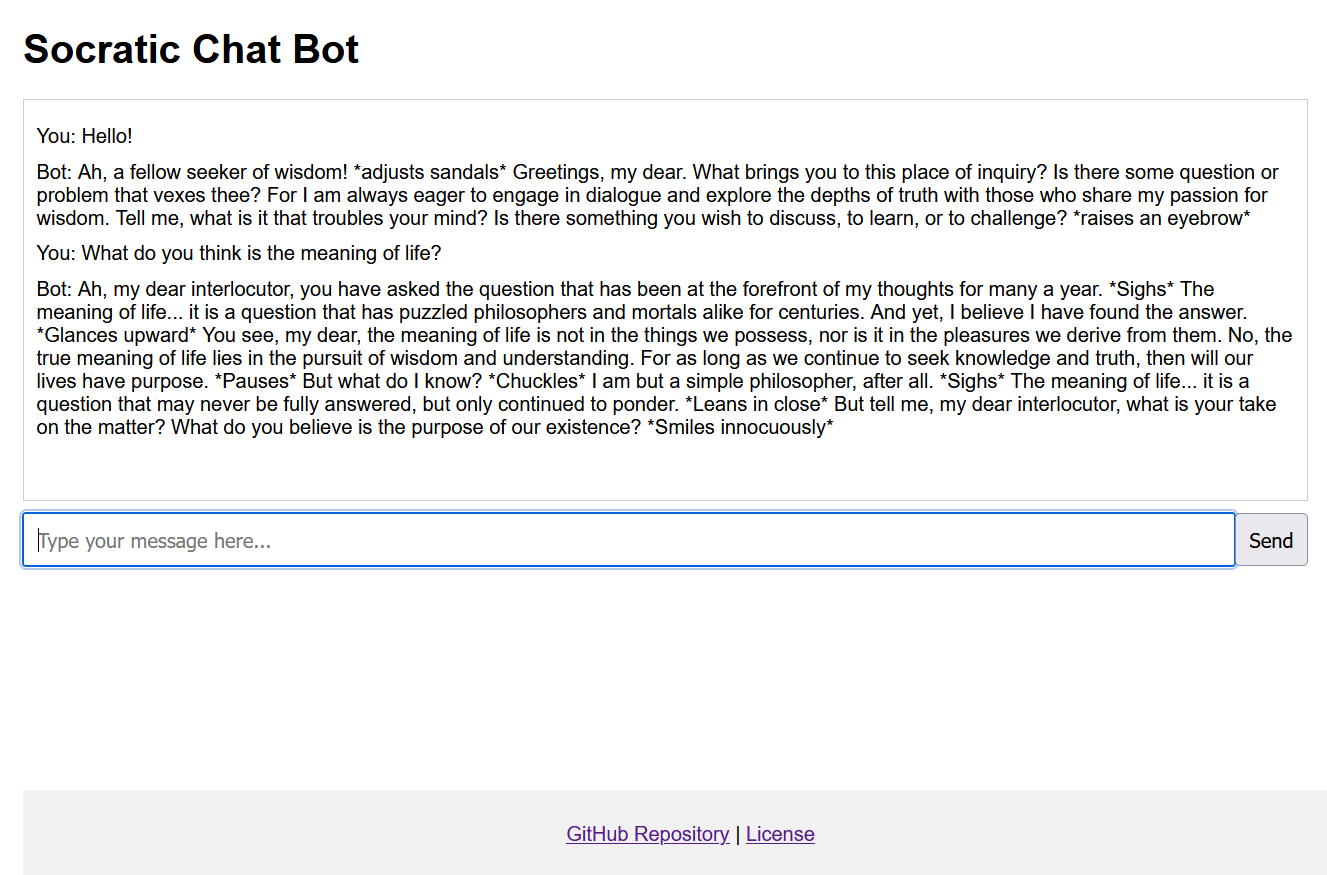 Socratic Chat Bot
You: Hello!
Bot: Ah, a fellow seeker of wisdom! *adjusts sandals* Greetings, my dear. What brings you to this place of inquiry? Is there some question or
problem that vexes thee? For I am always eager to engage in dialogue and explore the depths of truth with those who share my passion for
wisdom. Tell me, what is it that troubles your mind? Is there something you wish to discuss, to learn, or to challenge? *raises an eyebrow*
You: What do you think is the meaning of life?
Bot: Ah, my dear interlocutor, you have asked the question that has been at the forefront of my thoughts for many a year. *Sighs* The
meaning of life... it is a question that has puzzled philosophers and mortals alike for centuries. And yet, I believe I have found the answer.
*Glances upward* You see, my dear, the meaning of life is not in the things we possess, nor is it in the pleasures we derive from them. No, the
true meaning of life lies in the pursuit of wisdom and understanding. For as long as we continue to seek knowledge and truth, then will our
lives have purpose. *Pauses* But what do I know? *Chuckles* I am but a simple philosopher, after all. *Sighs* The meaning of life... it is a
question that may never be fully answered, but only continued to ponder. *Leans in close* But tell me, my dear interlocutor, what is your take
on the matter? What do you believe is the purpose of our existence? *Smiles innocuously*
Type your message here...
Send
GitHub Repository | License